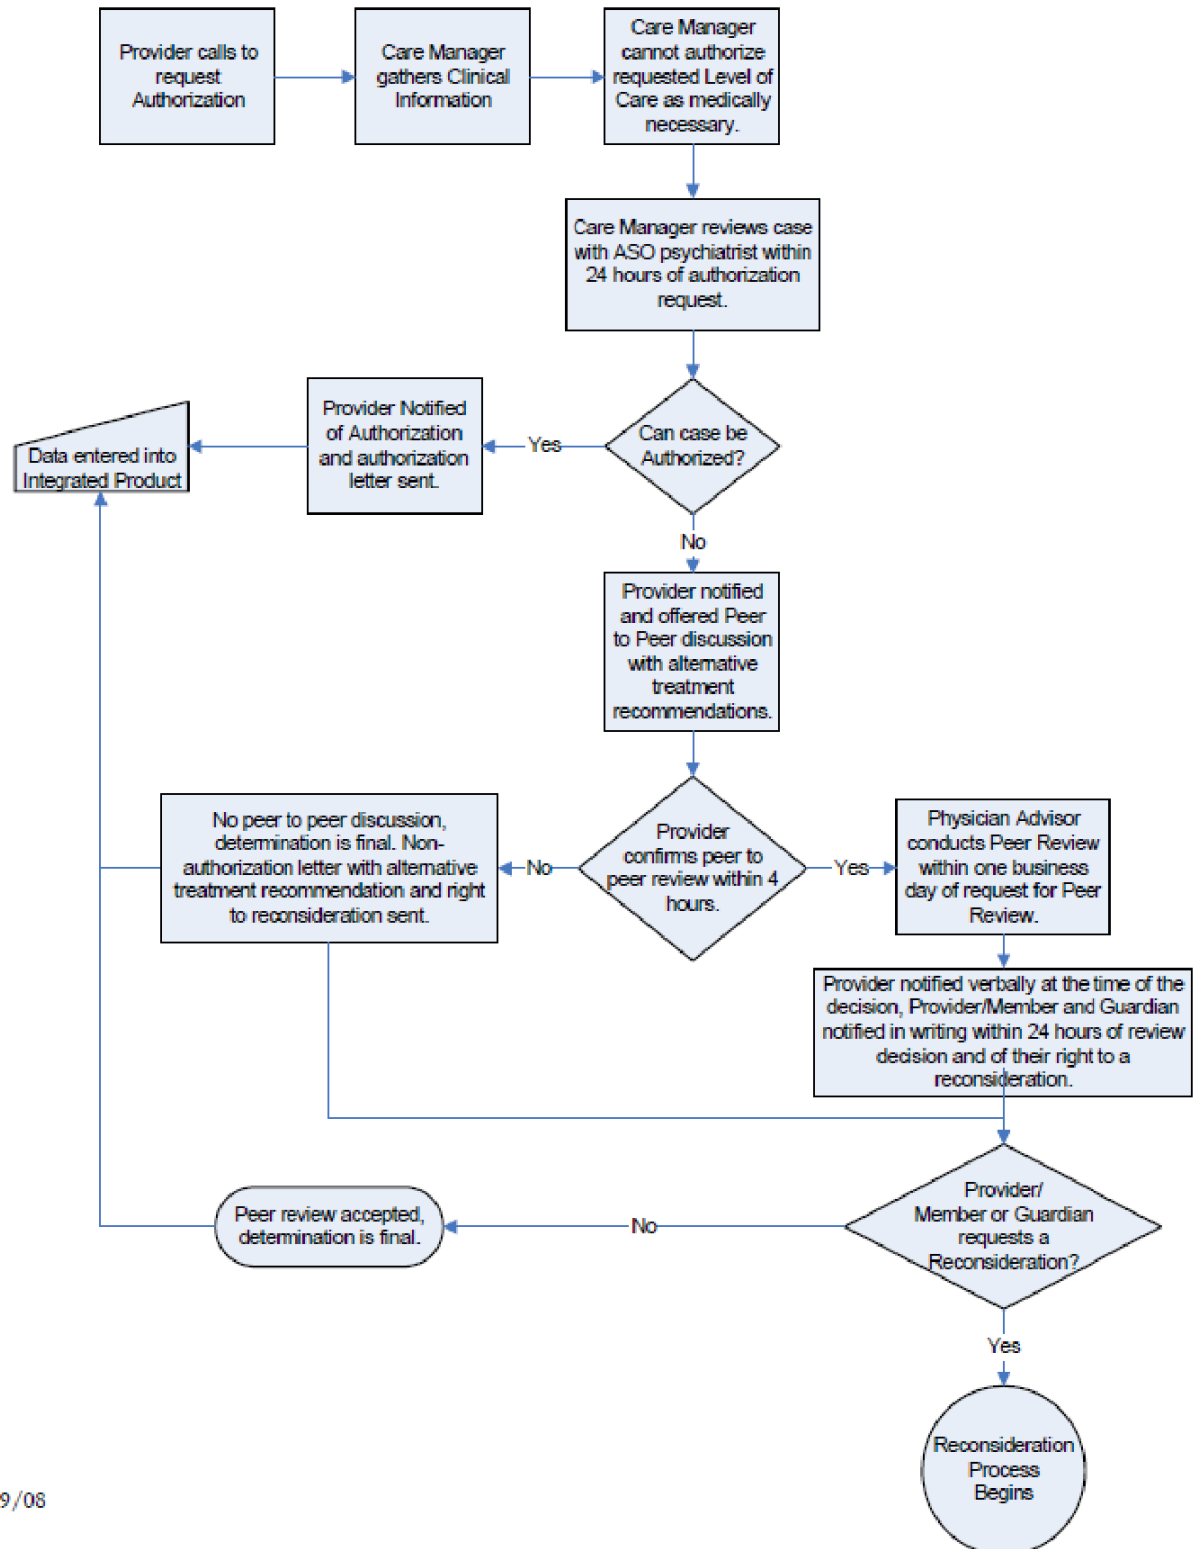 Provider calls to
request
Authorization
Care Manager
gathers Clinical
Information
Care Manager
cannot authorize
requested Level of
Care as medically
necessary.
Care Manager reviews case
with ASO psychiatrist within
24 hours of authorization
request.
Can case be
Authorized?
Yes
Provider Notified
of Authorization
and authorization
letter sent.
Data entered into
Integrated Product
No
Provider notified
and offered Peer
to Peer discussion
with alternative
treatment
recommendations.
Provider
confirms peer to
peer review within 4
hours.
No
No peer to peer discussion,
determination is final. Non-
authorization letter with alternative
treatment recommendation and right
to reconsideration sent.
Yes
Physician Advisor
conducts Peer Review
within one business
day of request for Peer
Review.
Provider notified verbally at the time of the
decision, Provider/Member and Guardian
notified in writing within 24 hours of review
decision and of their right to a
reconsideration.
Provider/
Member or Guardian
requests a
Reconsideration?
No
Peer review accepted,
determination is final.
Yes
Reconsideration
Process
Begins
9/08